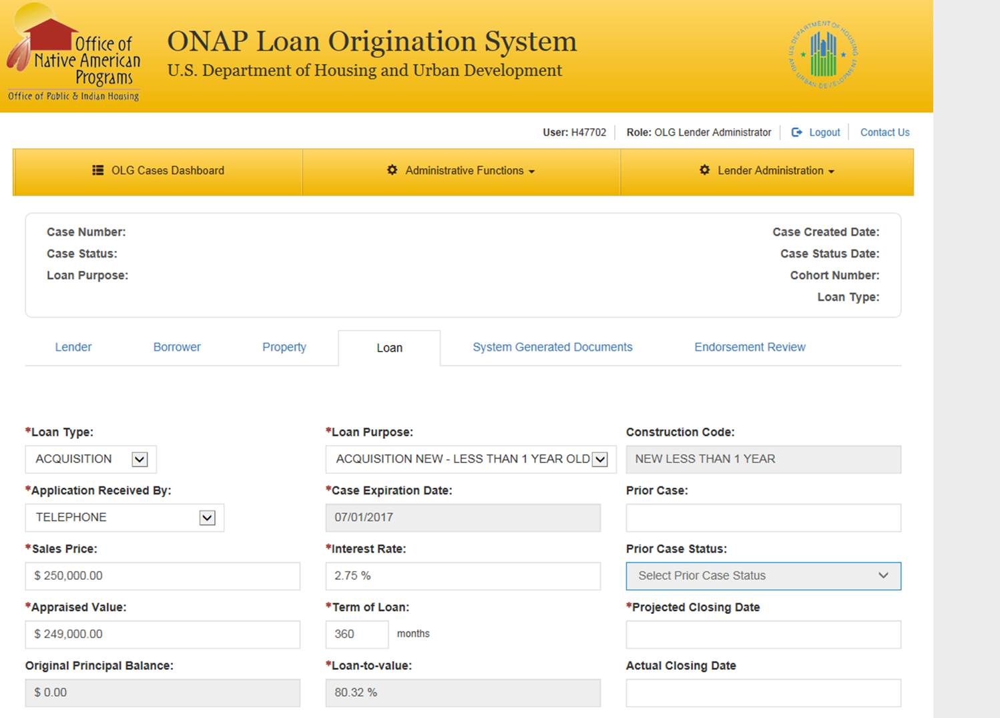 Office of
Native American
Programs
Office of Public & Indian Housing
ONAP Loan Origination System
U.S. Department of Housing and Urban Development
U.S. DEPARTMENT OF HOUSING AND URBAN DEVELOPMENT
User: H47702 Role: OLG Lender Administrator Logout Contact Us
OLG Cases Dashboard Administrative Functions Lender Administration
Case Number: Case Created Date:
Case Status: Case Status Date:
Loan Purpose: Cohort Number:
Loan Type:
Lender Borrower Property Loan System Generated Documents Endorsement Review
*Loan Type: *Loan Purpose: Construction Code:
ACQUISITION ACQUISITION NEW - LESS THAN 1 YEAR OLD NEW LESS THAN 1 YEAR
*Application Received By: *Case Expiration Date: Prior Case:
TELEPHONE 07/01/2017
*Sales Price: *Interest Rate: Prior Case Status:
$ 250,000.00 2.75 % Select Prior Case Status
*Appraised Value: *Term of Loan: *Projected Closing Date
$ 249,000.00 360 months
Original Principal Balance: *Loan-to-value: Actual Closing Date
$ 0.00 80.32 %